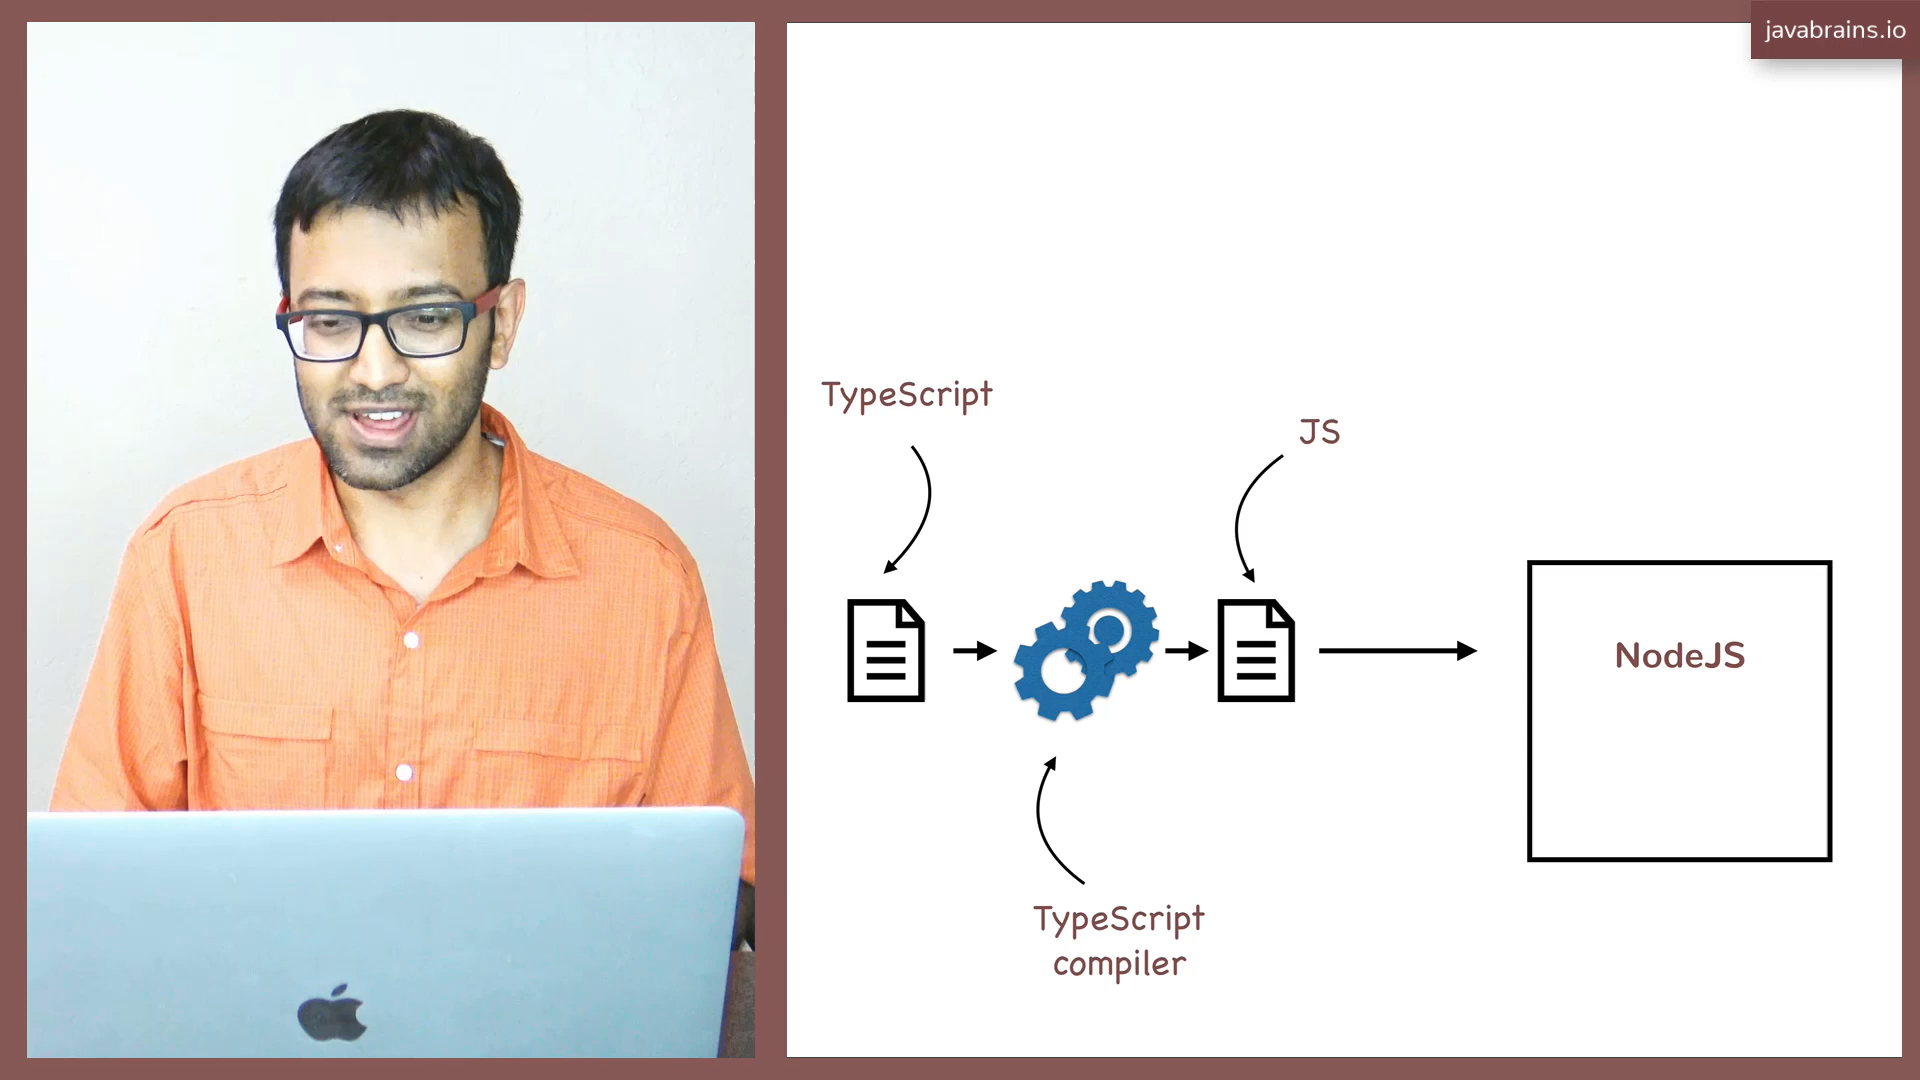 javabrains.io
TypeScript
JS
NodeJS
TypeScript
compiler